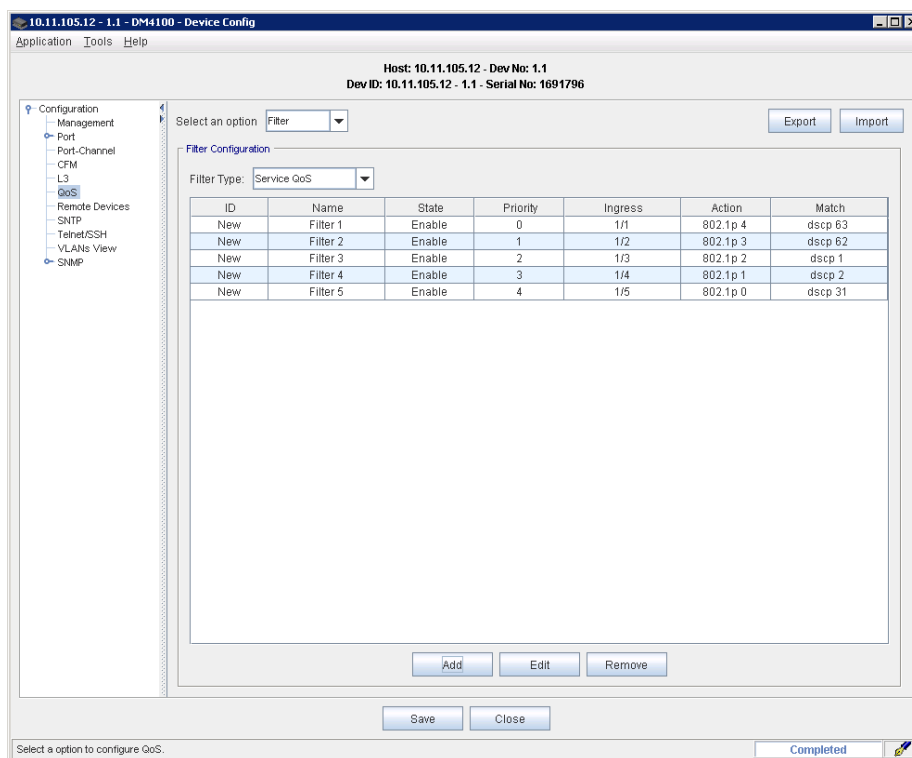 10.11.105.12 - 1.1 - DM4100 - Device Config
Application Tools Help
Host: 10.11.105.12 - Dev No: 1.1
Dev ID: 10.11.105.12 - 1.1 - Serial No: 1691796
Configuration
Management
Port
Port-Channel
CFM
L3
QoS
Remote Devices
SNTP
Telnet/SSH
VLANs View
SNMP
Select an option Filter Export Import
Filter Configuration
Filter Type: Service QoS
ID Name State Priority Ingress Action Match
New Filter 1 Enable 0 1/1 802.1p 4 dscp 63
New Filter 2 Enable 1 1/2 802.1p 3 dscp 62
New Filter 3 Enable 2 1/3 802.1p 2 dscp 1
New Filter 4 Enable 3 1/4 802.1p 1 dscp 2
New Filter 5 Enable 4 1/5 802.1p 0 dscp 31
Add Edit Remove
Save Close
Select a option to configure QoS. Completed